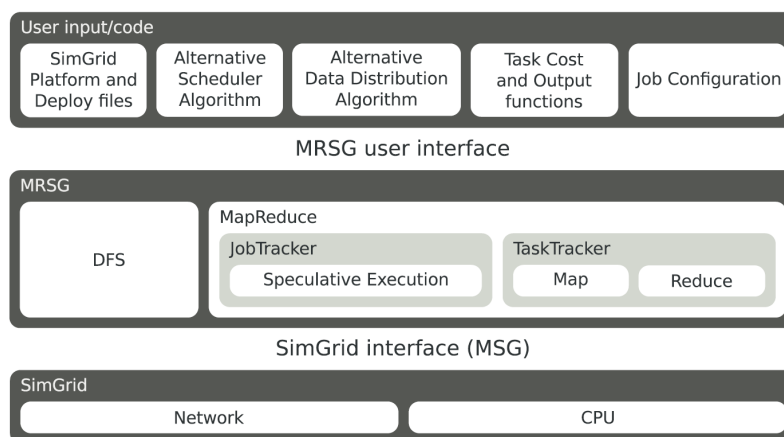 User input/code
SimGrid
Platform and
Deploy files
Alternative
Scheduler
Algorithm
Alternative
Data Distribution
Algorithm
Task Cost
and Output
functions
Job Configuration
MRSG user interface
MRSG
DFS
MapReduce
JobTracker
Speculative Execution
TaskTracker
Map
Reduce
SimGrid interface (MSG)
SimGrid
Network
CPU